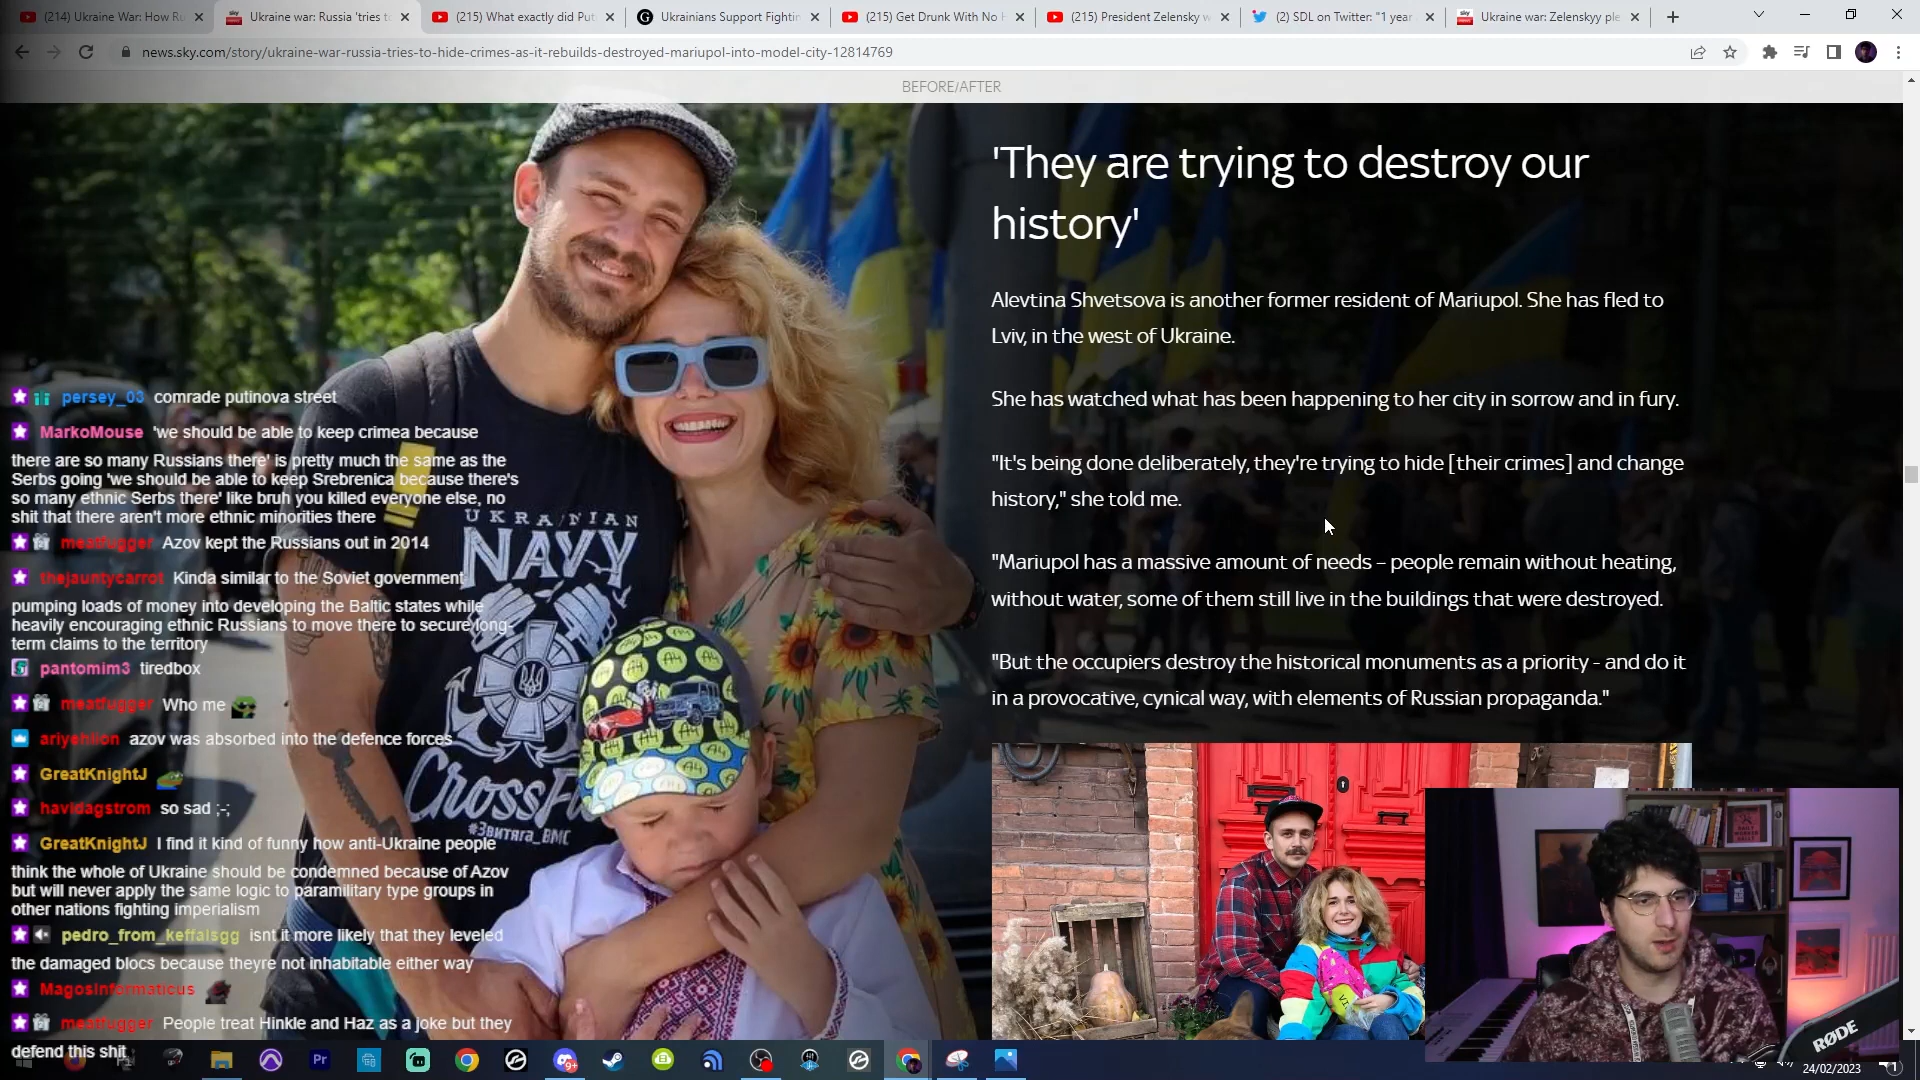 (214) Ukraine War: How Ru
Ukraine war: Russia 'tries to
(215) What exactly did Put
Ukrainians Support Fightin
(215) Get Drunk With No H
(215) President Zelensky w
(2) SDL on Twitter: "1 year
Ukraine war: Zelenskyy ple
news.sky.com/story/ukraine-war-russia-tries-to-hide-crimes-as-it-rebuilds-destroyed-mariupol-into-model-city-12814769
BEFORE/AFTER
'They are trying to destroy our
history'
Alevtina Shvetsova is another former resident of Mariupol. She has fled to
Lviv, in the west of Ukraine.
She has watched what has been happening to her city in sorrow and in fury.
"It's being done deliberately, they're trying to hide [their crimes] and change
history," she told me.
"Mariupol has a massive amount of needs – people remain without heating,
without water, some of them still live in the buildings that were destroyed.
"But the occupiers destroy the historical monuments as a priority - and do it
in a provocative, cynical way, with elements of Russian propaganda."
persey_03 comrade putinova street
MarkoMouse 'we should be able to keep crimea because
there are so many Russians there' is pretty much the same as the
Serbs going 'we should be able to keep Srebrenica because there's
so many ethnic Serbs there' like bruh you killed everyone else, no
shit that there aren't more ethnic minorities there
meatfugger Azov kept the Russians out in 2014
thejauntycarrot Kinda similar to the Soviet government
pumping loads of money into developing the Baltic states while
heavily encouraging ethnic Russians to move there to secure long-
term claims to the territory
pantomim3 tiredbox
meatfugger Who me
ariyehlion azov was absorbed into the defence forces
GreatKnightJ
havidagstrom so sad ;-;
GreatKnightJ I find it kind of funny how anti-Ukraine people
think the whole of Ukraine should be condemned because of Azov
but will never apply the same logic to paramilitary type groups in
other nations fighting imperialism
pedro_from_keffalsgg isnt it more likely that they leveled
the damaged blocs because theyre not inhabitable either way
MagosInformaticus
meatfugger People treat Hinkle and Haz as a joke but they
defend this shit
UKRAINIAN
NAVY
CrossFi
#Звитяга_ВМС
A4
RØDE
Pr
9+
24/02/2023
1